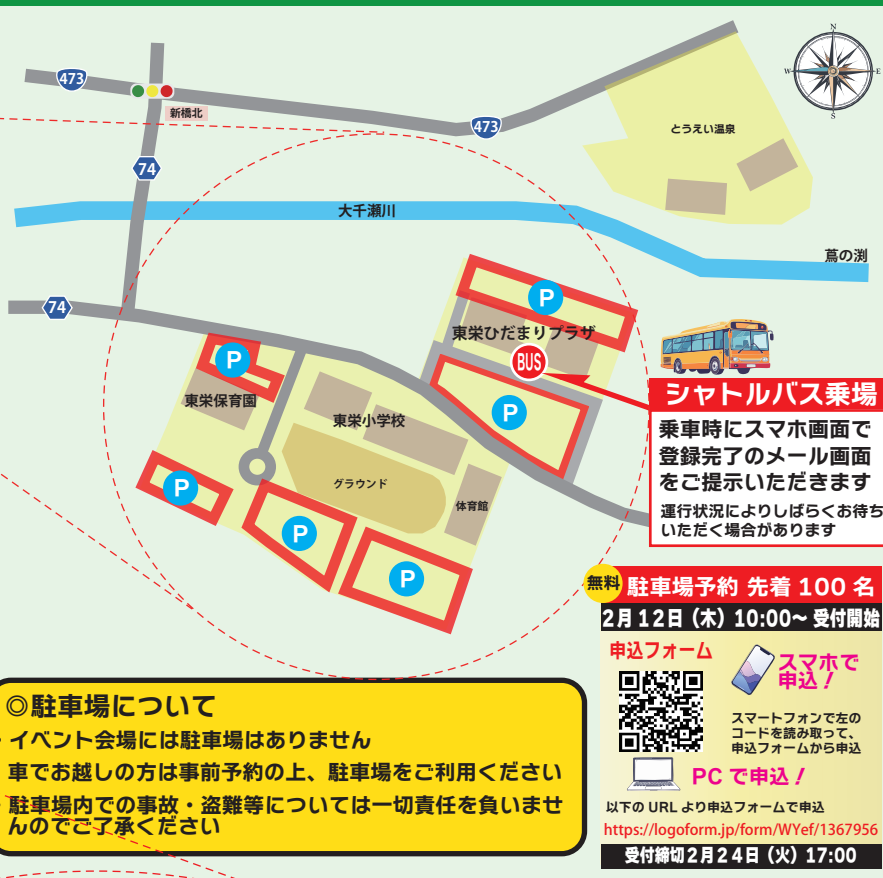 N
W
E
S
473
新橋北
473
とうえい温泉
74
大千瀬川
蔦の渕
74
P
東栄ひだまりプラザ
BUS
P
東栄保育園
P
東栄小学校
グラウンド
体育館
P
P
P
シャトルバス乗場
乗車時にスマホ画面で
登録完了のメール画面
をご提示いただきます
運行状況によりしばらくお待ち
いただく場合があります
無料
駐車場予約 先着 100 名
2月12日（木）10:00〜 受付開始
申込フォーム
スマホで
申込！
スマートフォンで左の
コードを読み取って、
申込フォームから申込
PC で申込！
以下の URL より申込フォームで申込
https://logoform.jp/form/WYef/1367956
受付締切2月24日（火）17:00
◎駐車場について
・イベント会場には駐車場はありません
車でお越しの方は事前予約の上、駐車場をご利用ください
・駐車場内での事故・盗難等については一切責任を負いませ
んのでご了承ください